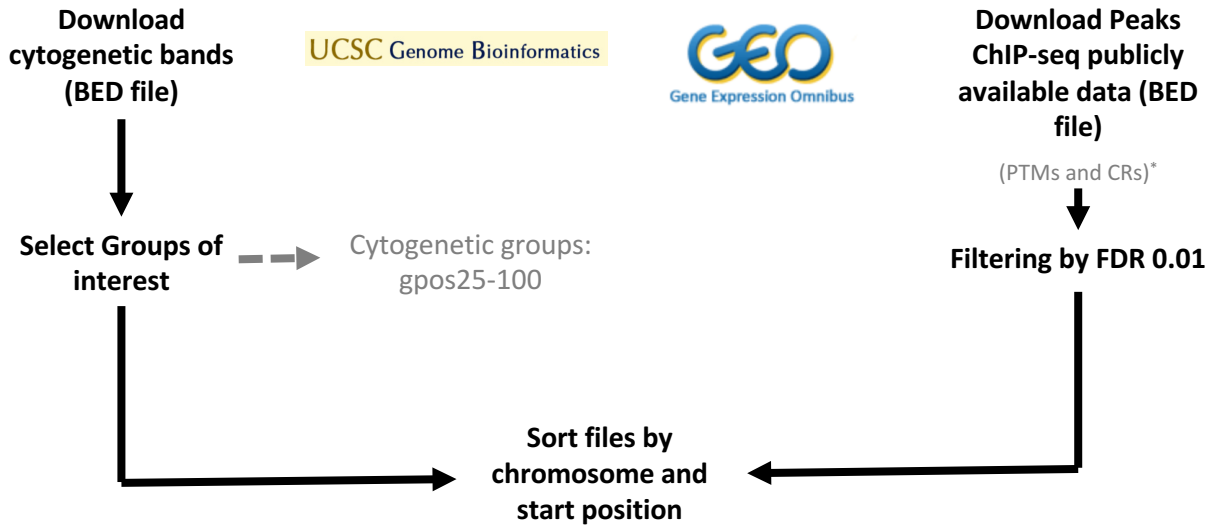 Download
cytogenetic bands
(BED file)
UCSC Genome Bioinformatics
GEO
Gene Expression Omnibus
Download Peaks
ChIP-seq publicly
available data (BED
file)
(PTMs and CRs)*
Select Groups of
interest
Cytogenetic groups:
gpos25-100
Filtering by FDR 0.01
Sort files by
chromosome and
start position